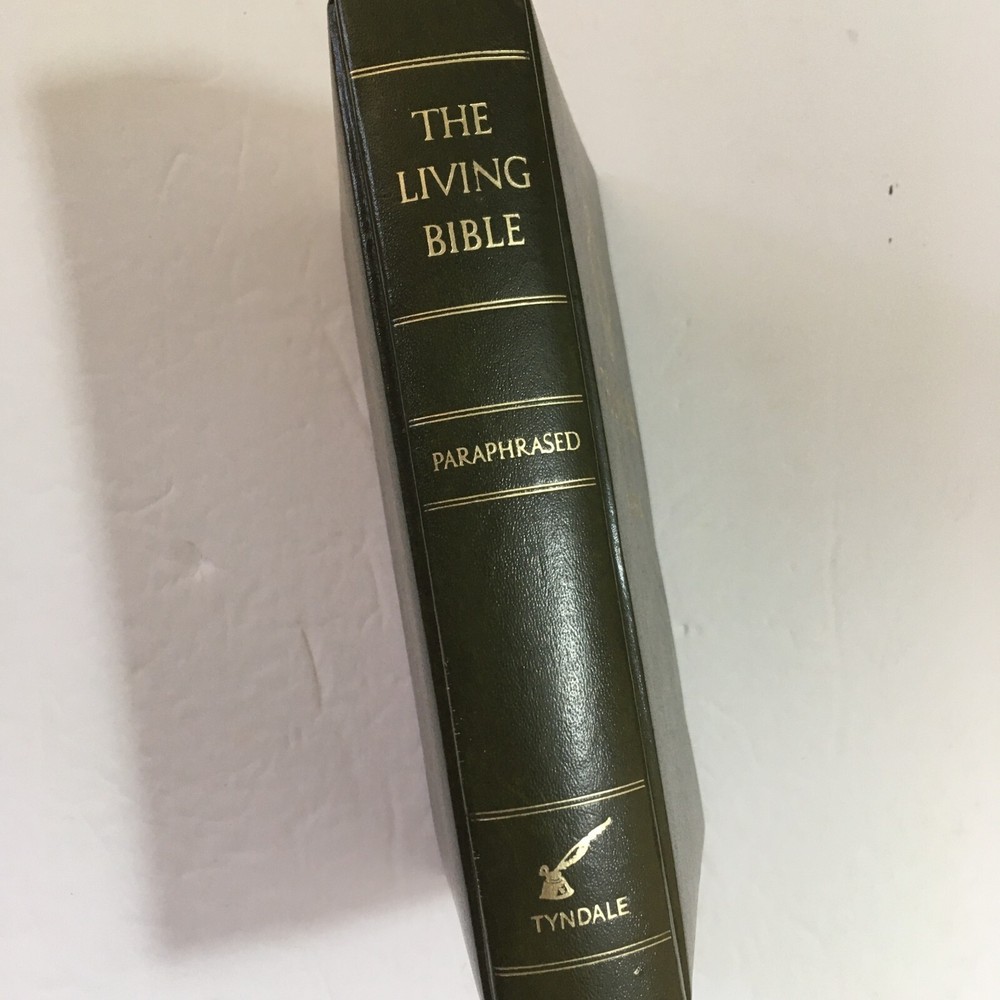 THE
LIVING
BIBLE
PARAPHRASED
TYNDALE